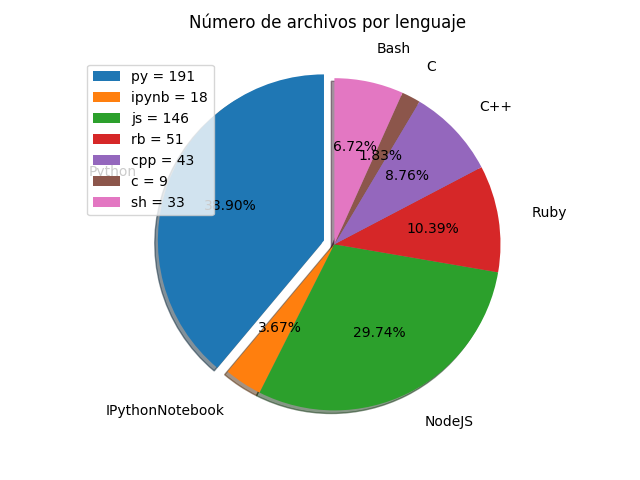 Número de archivos por lenguaje
py = 191
ipynb = 18
js = 146
rb = 51
cpp = 43
c = 9
sh = 33
Python
38.90%
IPythonNotebook
3.67%
NodeJS
29.74%
Ruby
10.39%
C++
8.76%
C
1.83%
Bash
6.72%